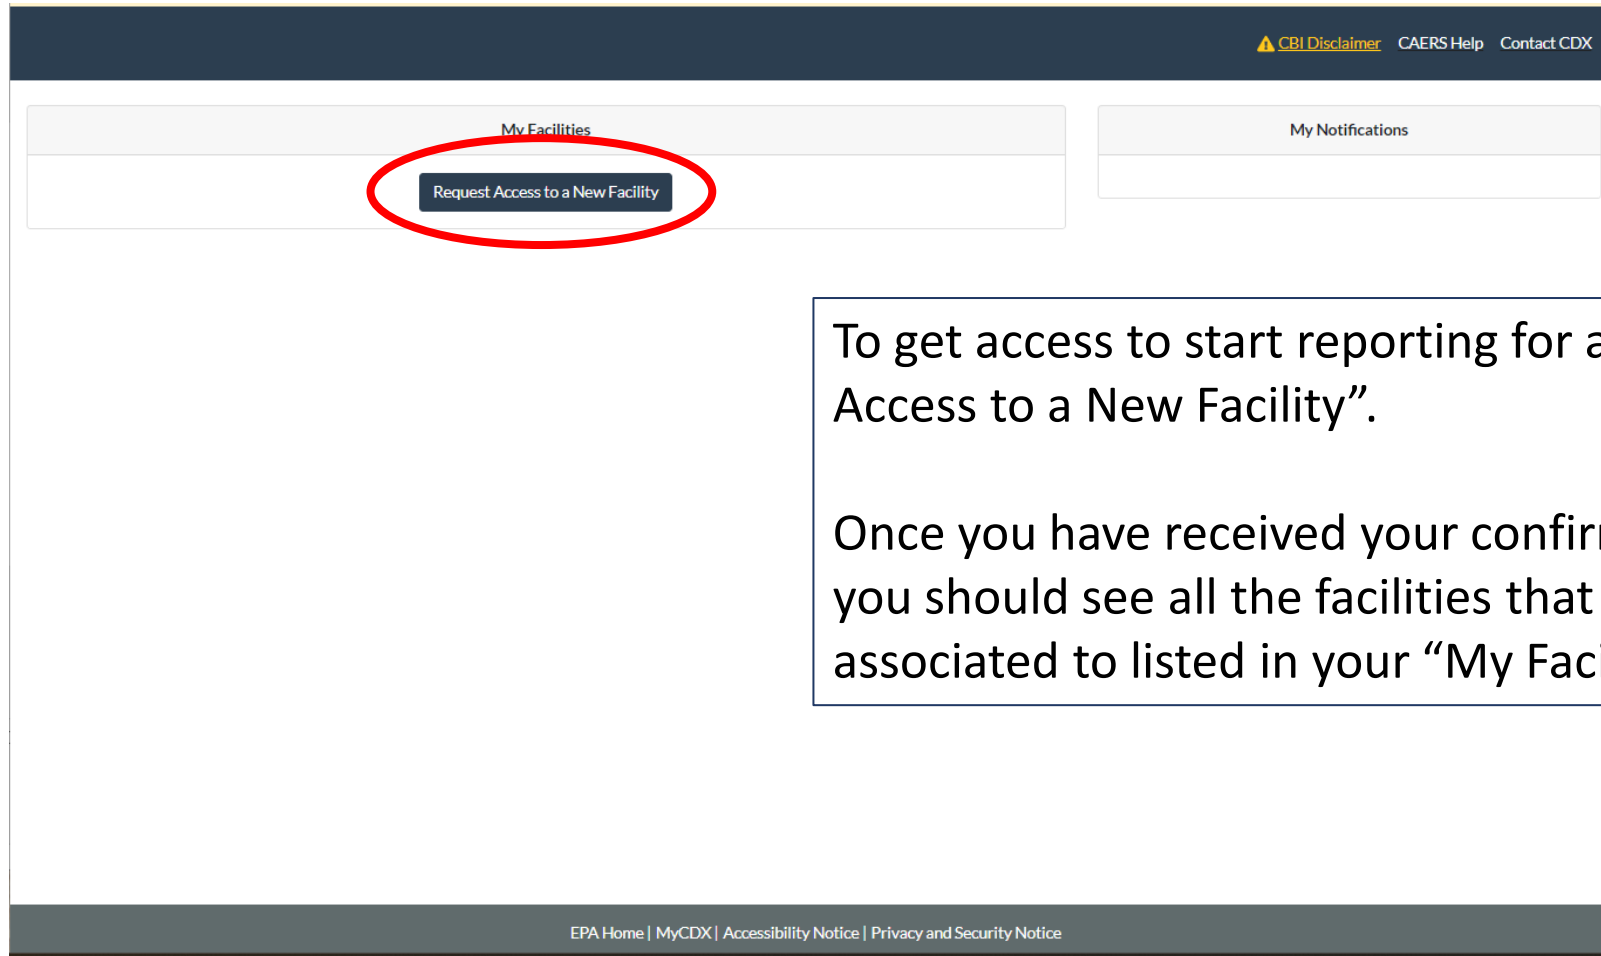 CBI Disclaimer CAERS Help Contact CDX
My Facilities
Request Access to a New Facility
My Notifications
To get access to start reporting for
Access to a New Facility”.
Once you have received your
you should see all the facilities that
associated to listed in your “My
EPA Home | MyCDX | Accessibility Notice | Privacy and Security Notice